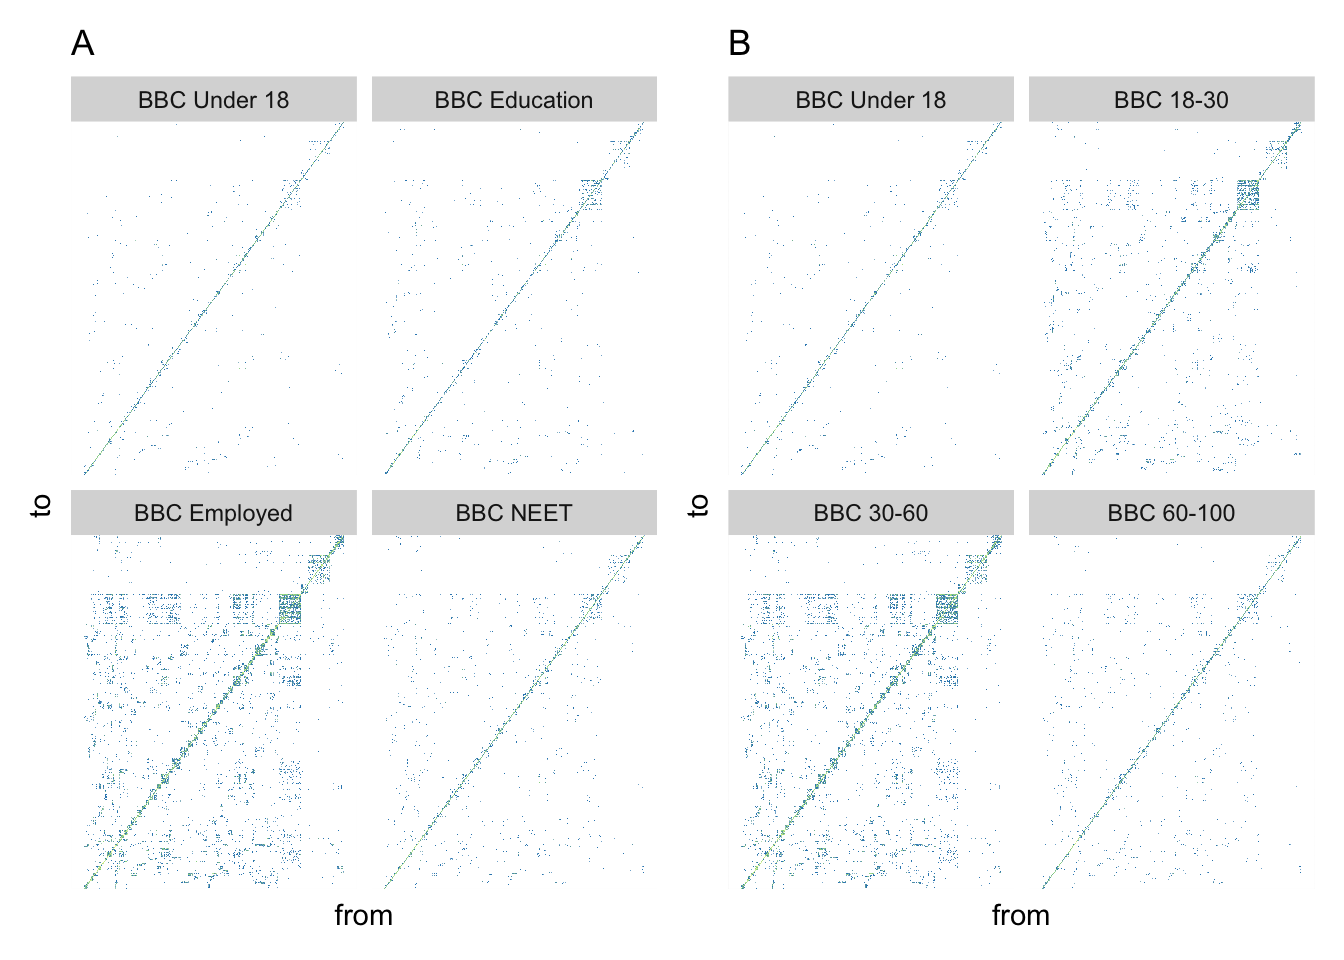 A
BBC Under 18
BBC Education
BBC Employed
BBC NEET
to
from
B
BBC Under 18
BBC 18-30
BBC 30-60
BBC 60-100
to
from